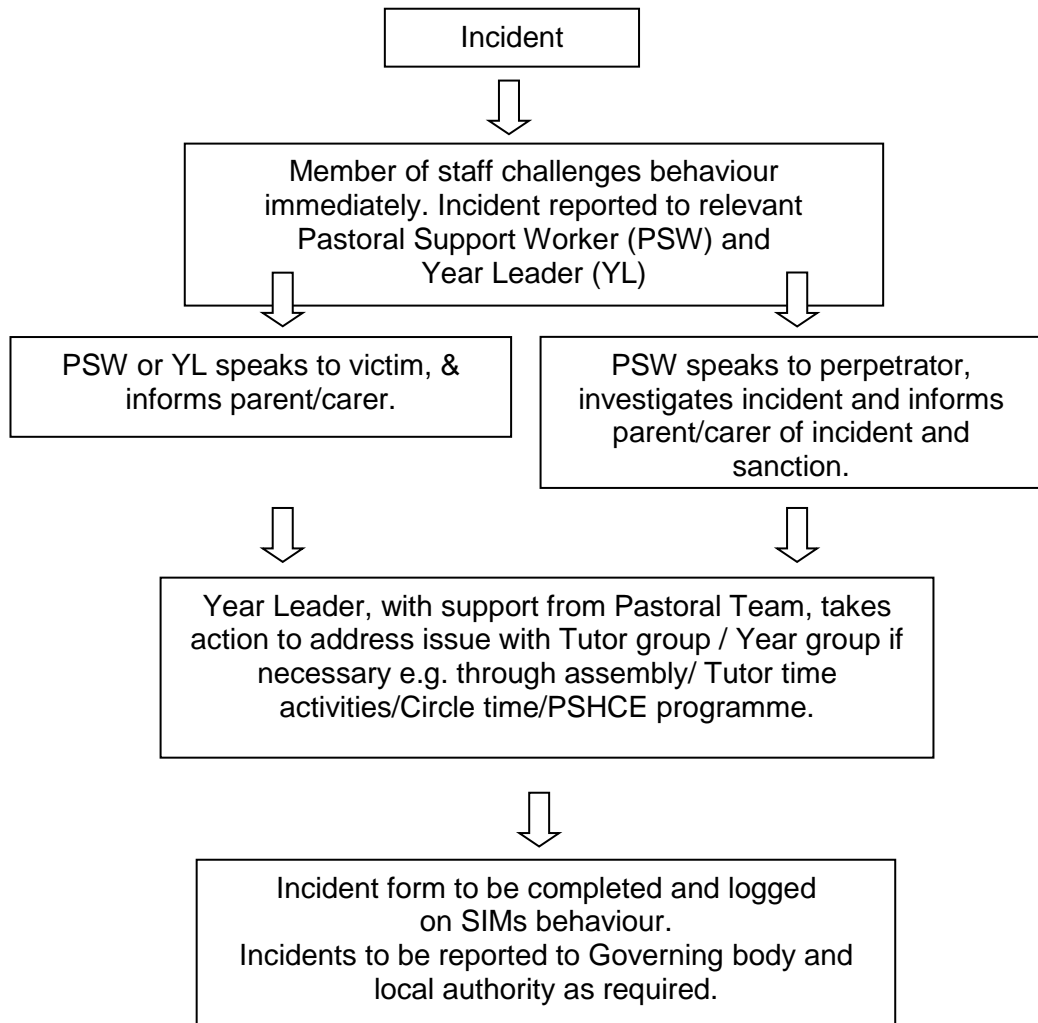 Incident
Member of staff challenges behaviour
immediately. Incident reported to relevant
Pastoral Support Worker (PSW) and
Year Leader (YL)
PSW or YL speaks to victim, &
informs parent/carer.
PSW speaks to perpetrator,
investigates incident and informs
parent/carer of incident and
sanction.
Year Leader, with support from Pastoral Team, takes
action to address issue with Tutor group / Year group if
necessary e.g. through assembly/ Tutor time
activities/Circle time/PSHCE programme.
Incident form to be completed and logged
on SIMs behaviour.
Incidents to be reported to Governing body and
local authority as required.